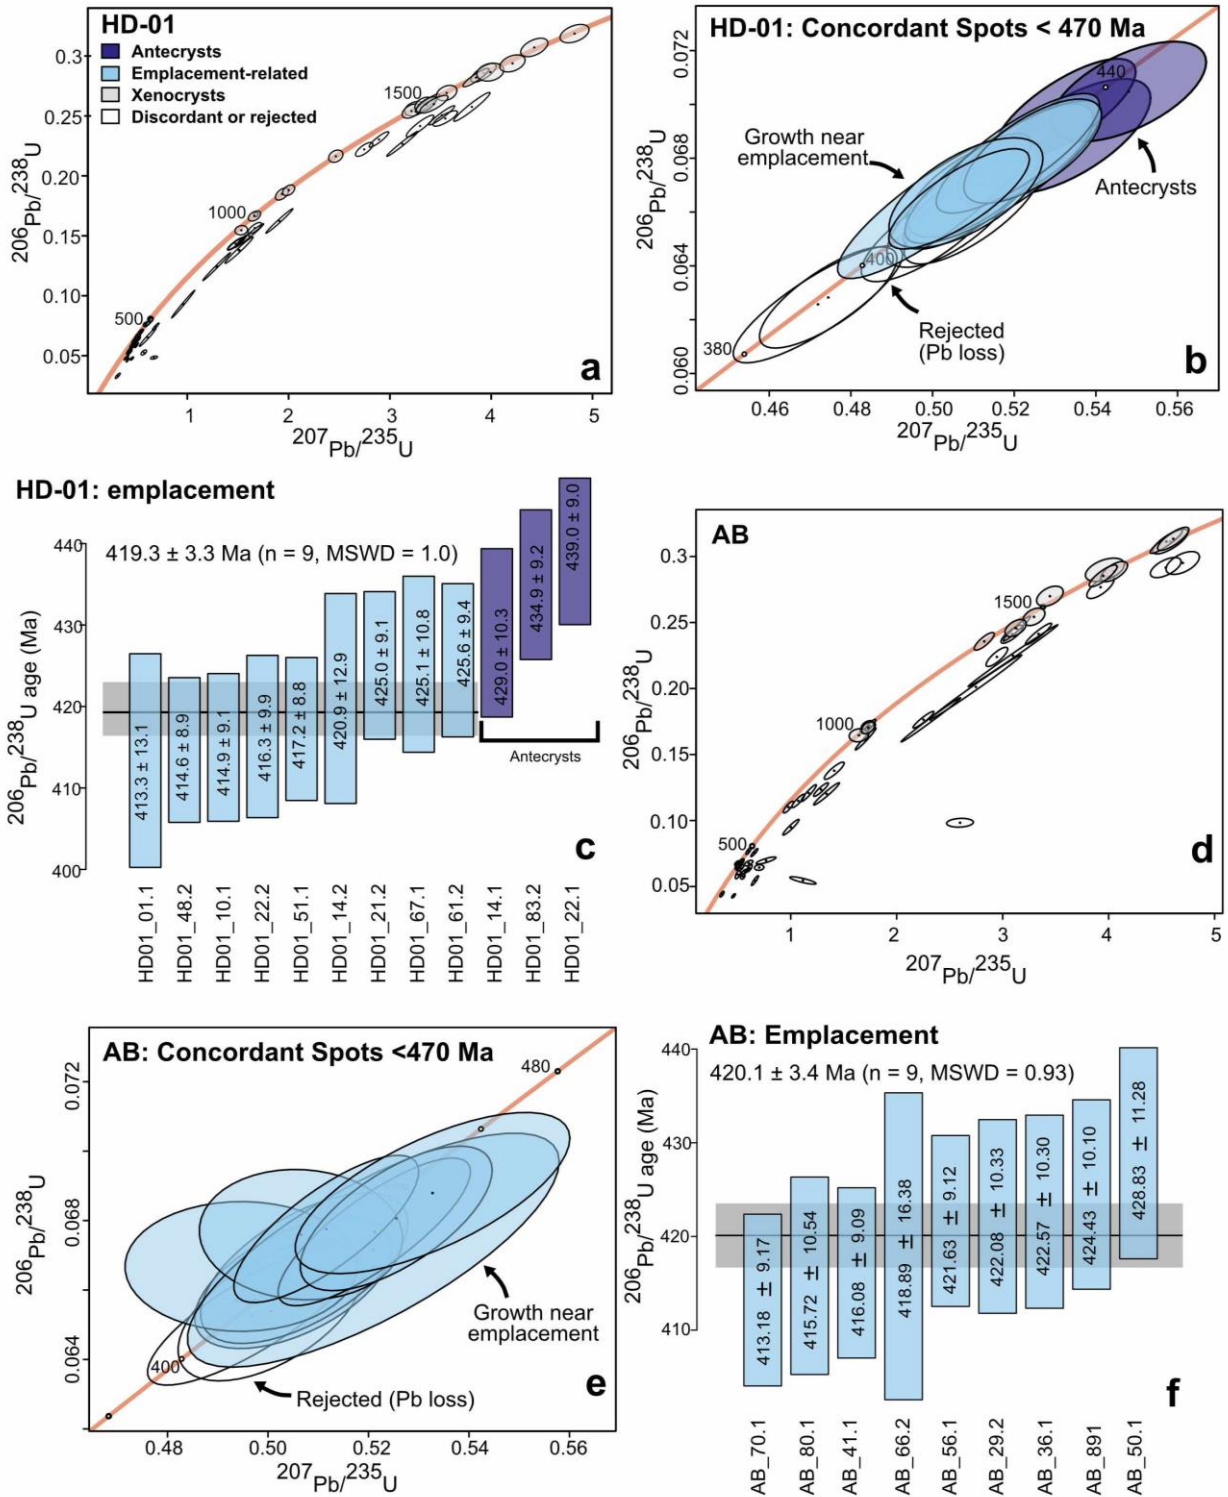 HD-01
Antecrysts
Emplacement-related
Xenocrysts
Discordant or rejected
0.3
0.25
0.20
0.15
0.10
0.05
206Pb/238U
1500
1000
500
1
2
3
4
5
207Pb/235U
a
HD-01: Concordant Spots < 470 Ma
0.072
0.068
0.064
0.060
206Pb/238U
440
Growth near
emplacement
Antecrysts
400
Rejected
(Pb loss)
380
0.46
0.48
0.50
0.52
0.54
0.56
207Pb/235U
b
HD-01: emplacement
419.3 ± 3.3 Ma (n = 9, MSWD = 1.0)
440
430
420
410
400
206Pb/238U age (Ma)
413.3 ± 13.1
414.6 ± 8.9
414.9 ± 9.1
416.3 ± 9.9
417.2 ± 8.8
420.9 ± 12.9
425.0 ± 9.1
425.1 ± 10.8
425.6 ± 9.4
429.0 ± 10.3
434.9 ± 9.2
439.0 ± 9.0
Antecrysts
c
HD01_01.1
HD01_48.2
HD01_10.1
HD01_22.2
HD01_51.1
HD01_14.2
HD01_21.2
HD01_67.1
HD01_61.2
HD01_14.1
HD01_83.2
HD01_22.1
AB
0.3
0.25
0.20
0.15
0.10
0.05
206Pb/238U
1500
1000
500
1
2
3
4
5
207Pb/235U
d
AB: Concordant Spots <470 Ma
480
0.072
0.068
0.064
206Pb/238U
400
Growth near
emplacement
Rejected (Pb loss)
0.48
0.50
0.52
0.54
0.56
207Pb/235U
e
AB: Emplacement
420.1 ± 3.4 Ma (n = 9, MSWD = 0.93)
440
430
420
410
206Pb/238U age (Ma)
413.18 ± 9.17
415.72 ± 10.54
416.08 ± 9.09
418.89 ± 16.38
421.63 ± 9.12
422.08 ± 10.33
422.57 ± 10.30
424.43 ± 10.10
428.83 ± 11.28
f
AB_70.1
AB_80.1
AB_41.1
AB_66.2
AB_56.1
AB_29.2
AB_36.1
AB_891
AB_50.1